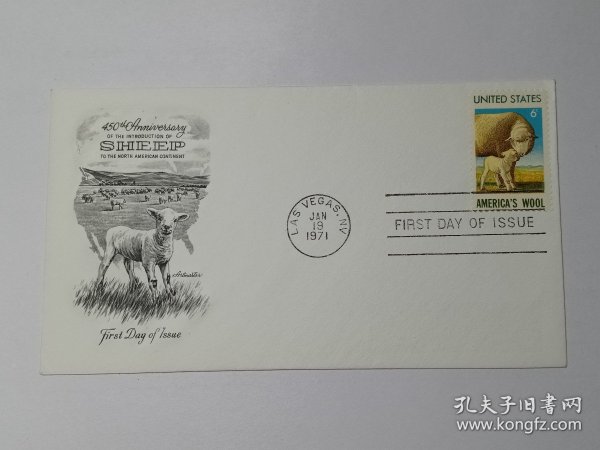 450th Anniversary
OF THE INTRODUCTION OF
SHEEP
TO THE NORTH AMERICAN CONTINENT
Artmaster
First Day of Issue
LAS VEGAS, NV
JAN
19
1971
UNITED STATES
6c
AMERICA'S WOOL
FIRST DAY OF ISSUE
孔夫子旧书网
www.kongfz.com